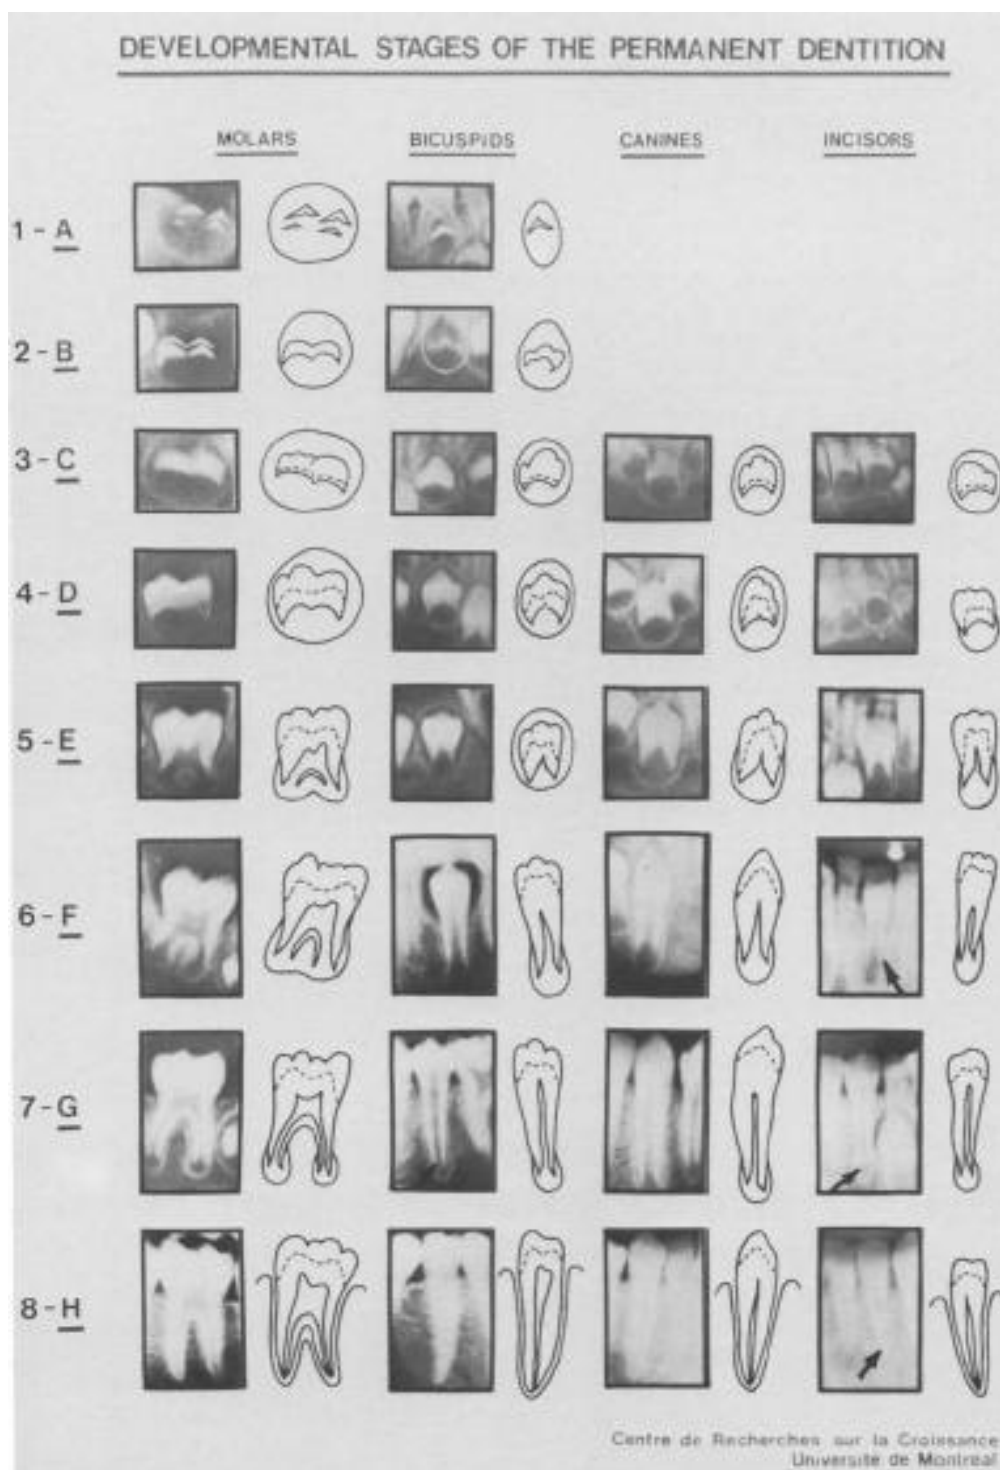 DEVELOPMENTAL STAGES OF THE PERMANENT DENTITION
MOLARS BICUSPIDS CANINES INCISORS
1 - A
2 - B
3 - C
4 - D
5 - E
6 - F
7 - G
8 - H
Centre de Recherches sur la Croissance
Université de Montréal